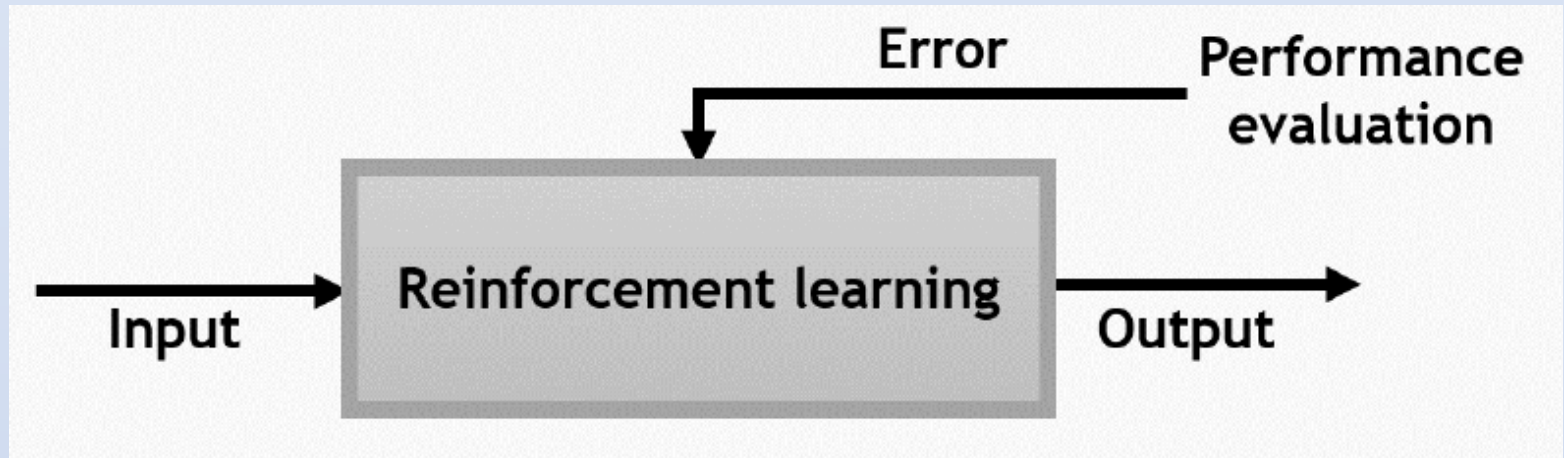 Error
Performance
evaluation
Reinforcement learning
Input
Output